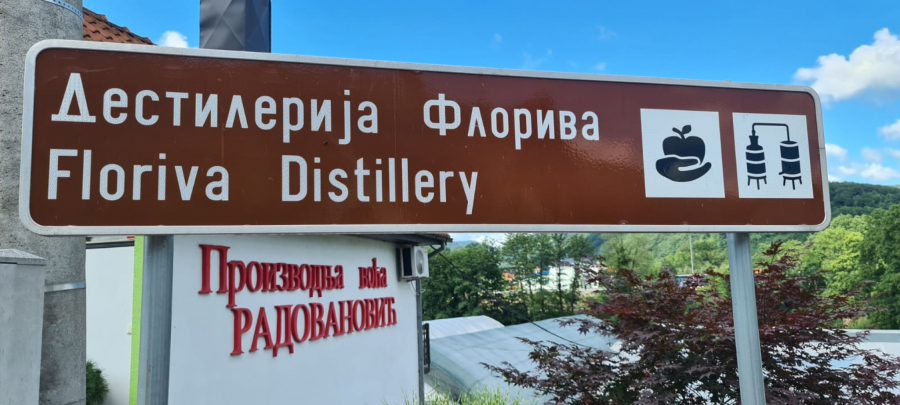 Дестилерија Флорива
Floriva Distillery
Производња воћа
РАДОВАНОВИЋ